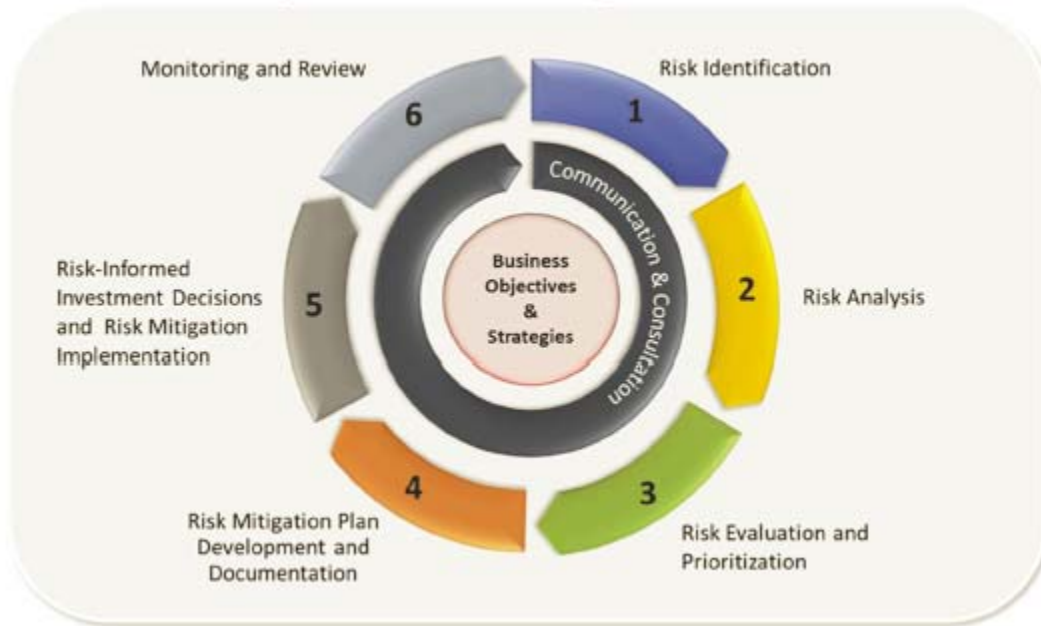 1
Risk Identification
2
Risk Analysis
3
Risk Evaluation and
Prioritization
4
Risk Mitigation Plan
Development and
Documentation
5
Risk-Informed
Investment Decisions
and Risk Mitigation
Implementation
6
Monitoring and Review
Communication & Consultation
Business
Objectives
&
Strategies